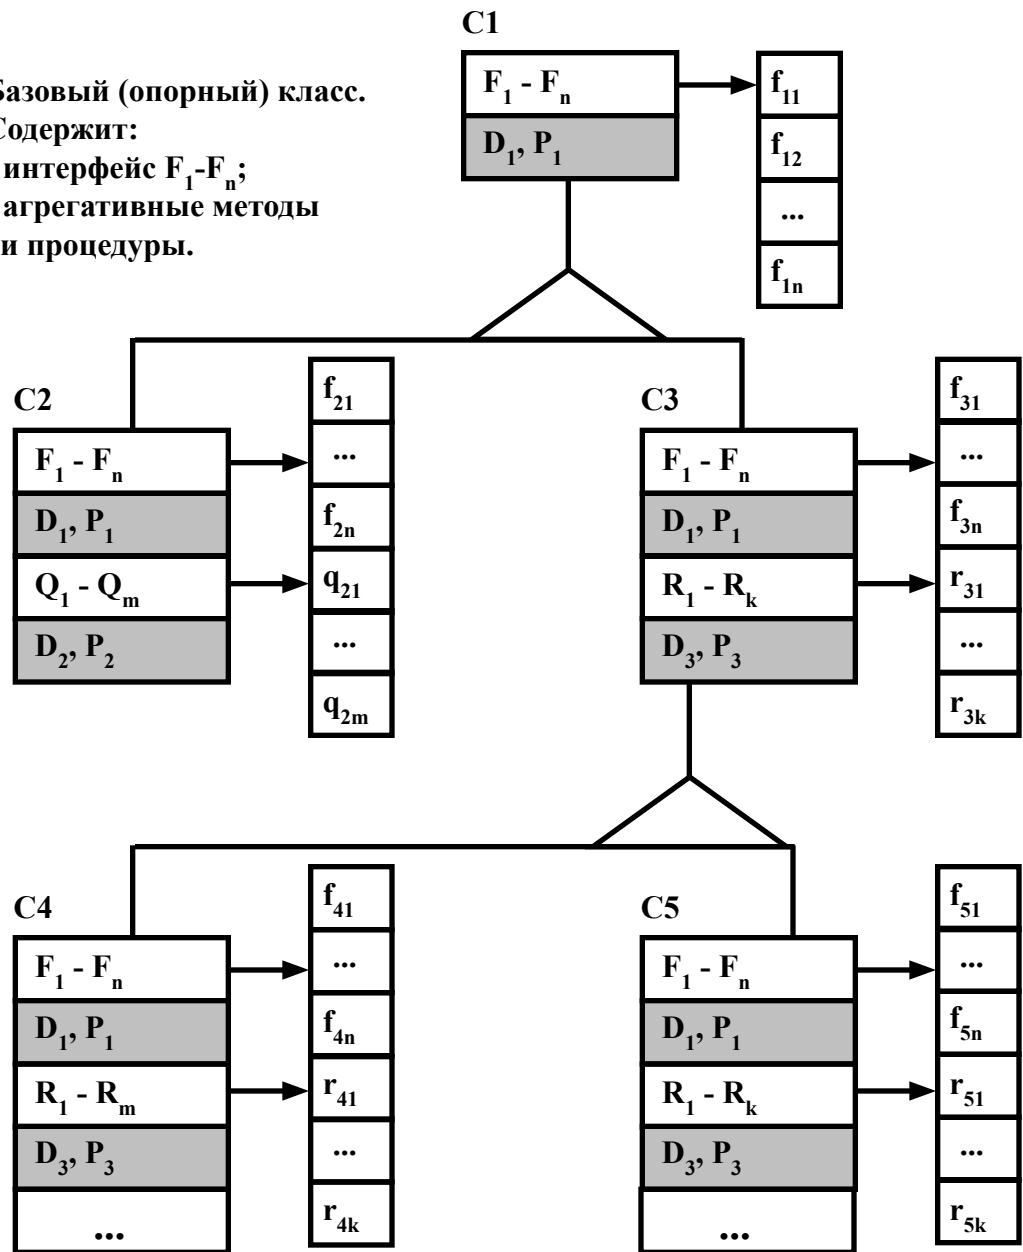 C1
Базовый (опорный) класс.
Содержит:
интерфейс F₁-Fₙ;
агрегативные методы
и процедуры.
F₁ - Fₙ
D₁, P₁
f₁₁
f₁₂
...
f₁ₙ
C2
F₁ - Fₙ
D₁, P₁
Q₁ - Qₘ
D₂, P₂
f₂₁
...
f₂ₙ
q₂₁
...
q₂ₘ
C3
F₁ - Fₙ
D₁, P₁
R₁ - Rₖ
D₃, P₃
f₃₁
...
f₃ₙ
r₃₁
...
r₃ₖ
C4
F₁ - Fₙ
D₁, P₁
R₁ - Rₘ
D₃, P₃
...
f₄₁
...
f₄ₙ
r₄₁
...
r₄ₖ
C5
F₁ - Fₙ
D₁, P₁
R₁ - Rₖ
D₃, P₃
...
f₅₁
...
f₅ₙ
r₅₁
...
r₅ₖ